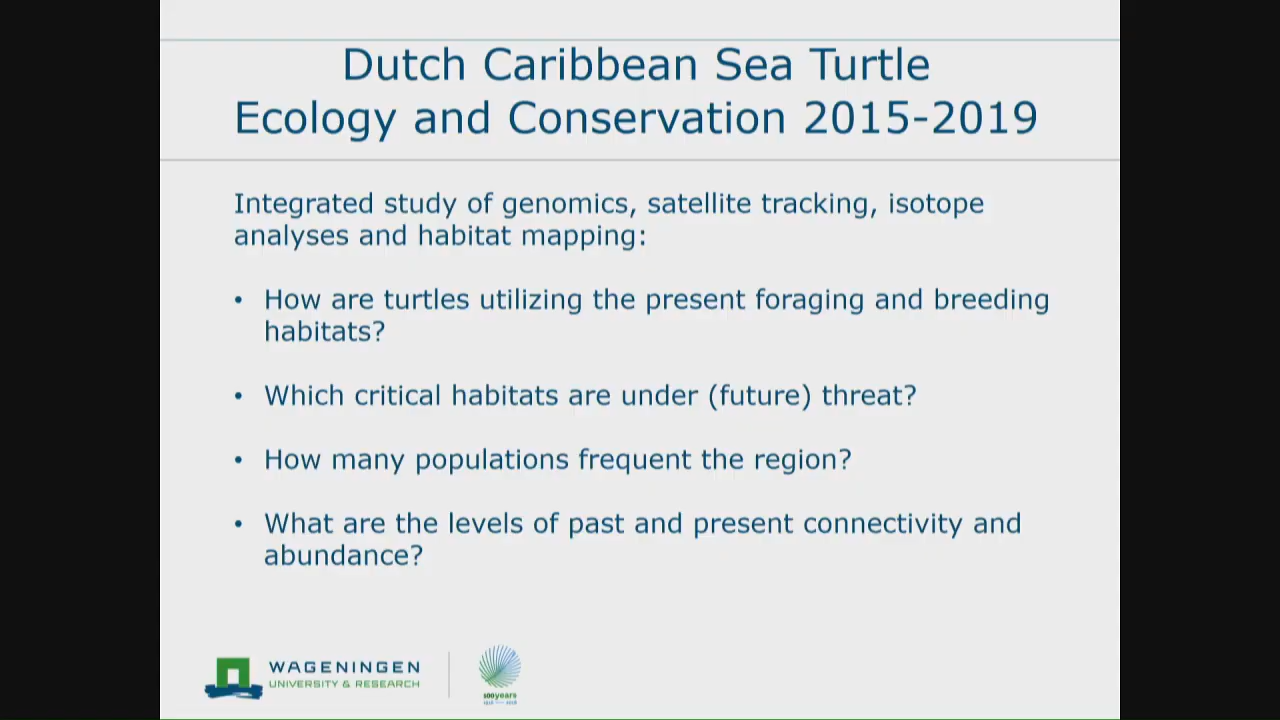 Dutch Caribbean Sea Turtle
Ecology and Conservation 2015-2019
Integrated study of genomics, satellite tracking, isotope
analyses and habitat mapping:
• How are turtles utilizing the present foraging and breeding
habitats?
• Which critical habitats are under (future) threat?
• How many populations frequent the region?
• What are the levels of past and present connectivity and
abundance?
WAGENINGEN
UNIVERSITY & RESEARCH
100years